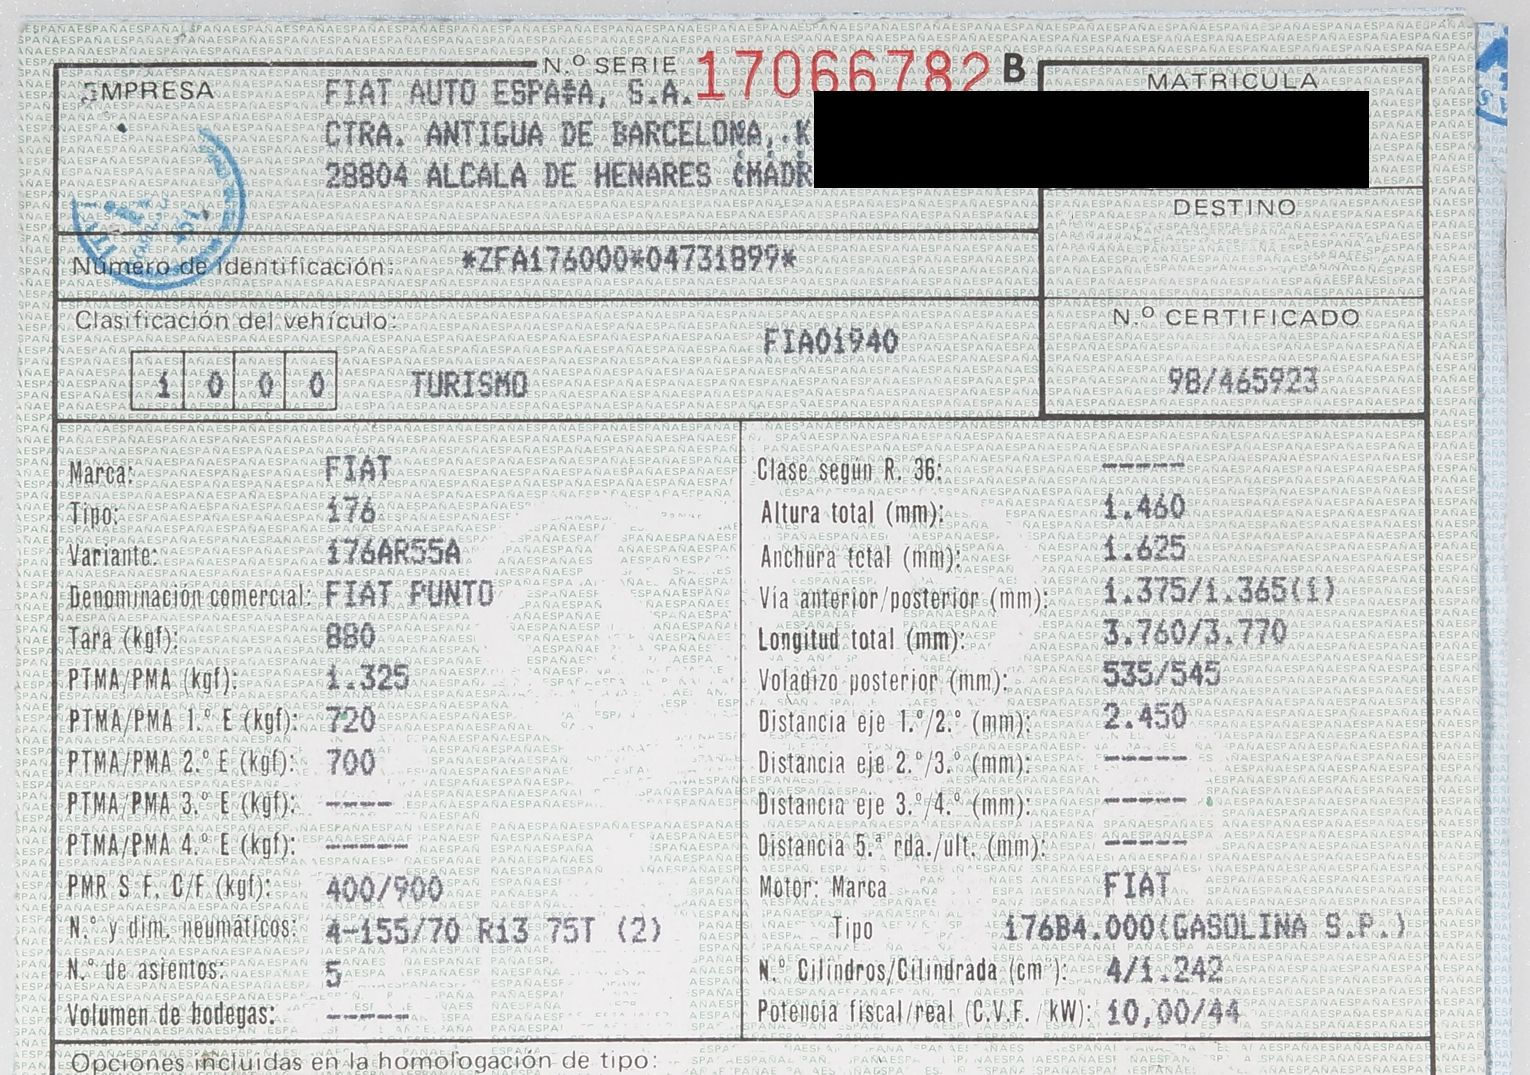 N.º SERIE 17066782 B
EMPRESA
FIAT AUTO ESPAÑA, S.A.
CTRA. ANTIGUA DE BARCELONA, K
28804 ALCALA DE HENARES (MADR
MATRICULA
DESTINO
Número de Identificación: *ZFA176000*04731899*
Clasificación del vehículo:
FIA01940
1 0 0 0 TURISMO
N.º CERTIFICADO
98/465923
Marca: FIAT
Tipo: 176
Variante: 176AR55A
Denominación comercial: FIAT PUNTO
Tara (kgf): 880
PTMA/PMA (kgf): 1.325
PTMA/PMA 1.º E (kgf): 720
PTMA/PMA 2.º E (kgf): 700
PTMA/PMA 3.º E (kgf): ----
PTMA/PMA 4.º E (kgf): -----
PMR S F. C/F (kgf): 400/900
N.º y dim. neumáticos: 4-155/70 R13 75T (2)
N.º de asientos: 5
Volumen de bodegas: -----
Clase según R. 36: -----
Altura total (mm): 1.460
Anchura total (mm): 1.625
Via anterior/posterior (mm): 1.375/1.365(1)
Longitud total (mm): 3.760/3.770
Voladizo posterior (mm): 535/545
Distancia eje 1.º/2.º (mm): 2.450
Distancia eje 2.º/3.º (mm): -----
Distancia eje 3.º/4.º (mm): -----
Distancia 5.ª rda./ult. (mm): -----
Motor: Marca FIAT
Tipo 176B4.000(GASOLINA S.P.)
N.º Cilindros/Cilindrada (cm³): 4/1.242
Potencia fiscal/real (C.V.F. /kW): 10,00/44
Opciones incluidas en la homologación de tipo: